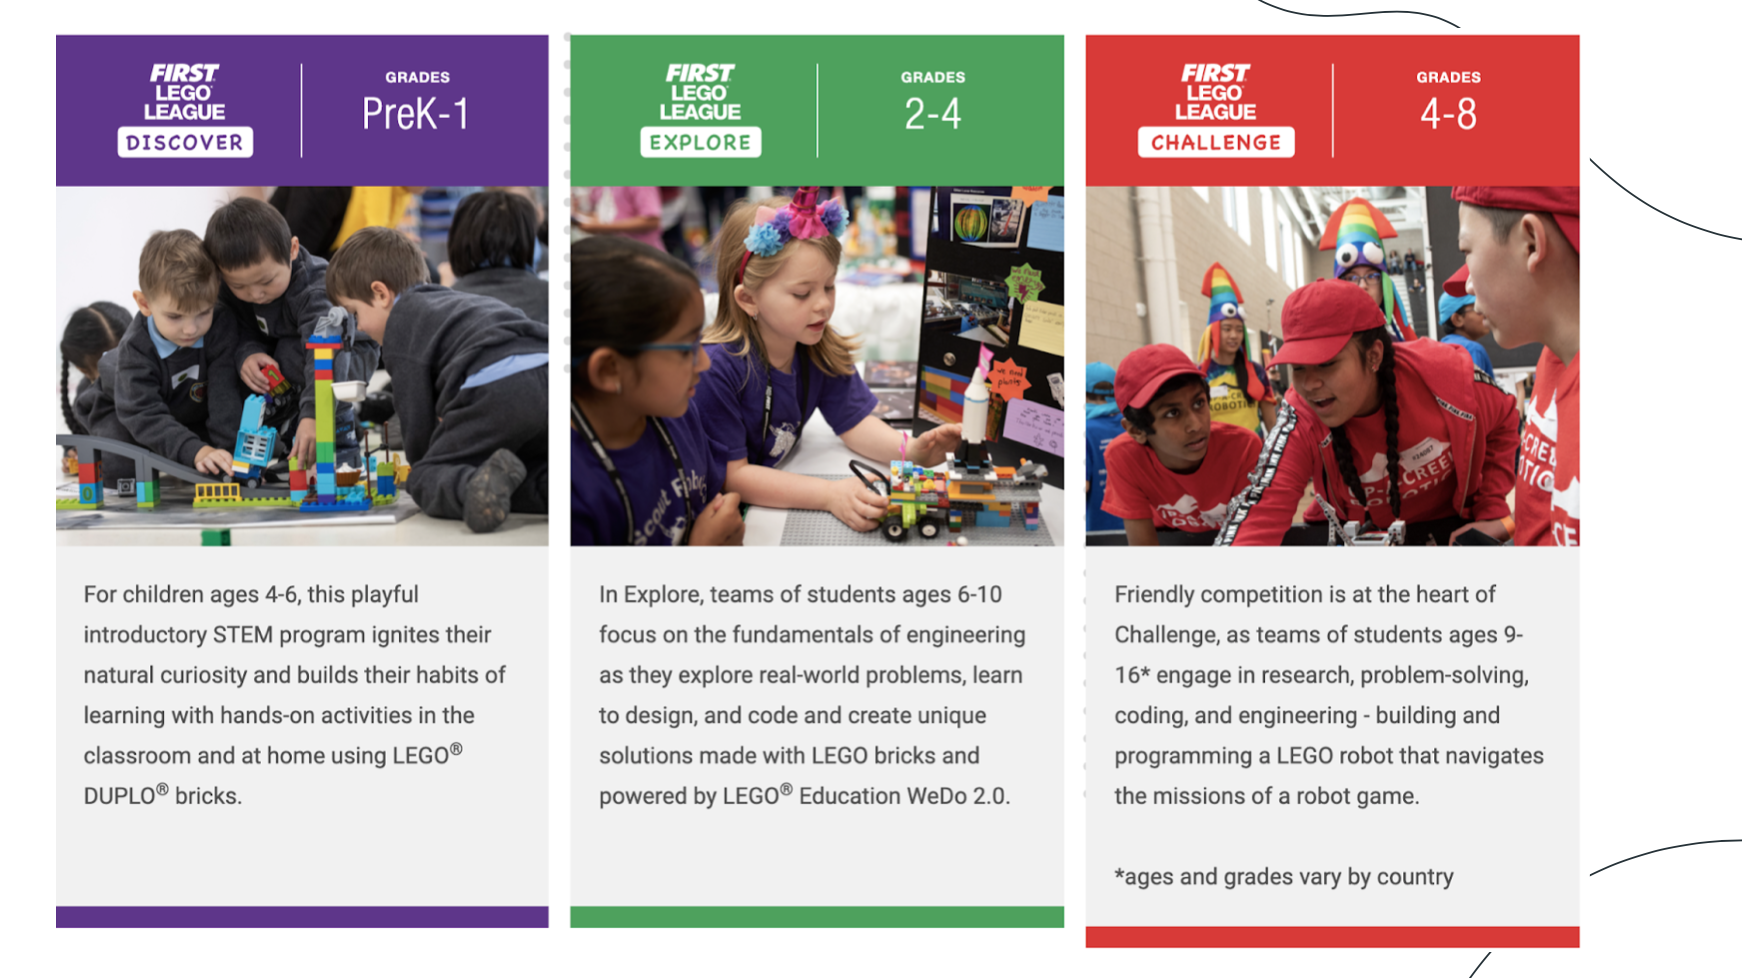 FIRST
LEGO
LEAGUE
DISCOVER
GRADES
PreK-1
For children ages 4-6, this playful
introductory STEM program ignites their
natural curiosity and builds their habits of
learning with hands-on activities in the
classroom and at home using LEGO®
DUPLO® bricks.
FIRST
LEGO
LEAGUE
EXPLORE
GRADES
2-4
we need
plants
In Explore, teams of students ages 6-10
focus on the fundamentals of engineering
as they explore real-world problems, learn
to design, and code and create unique
solutions made with LEGO bricks and
powered by LEGO® Education WeDo 2.0.
FIRST
LEGO
LEAGUE
CHALLENGE
GRADES
4-8
Friendly competition is at the heart of
Challenge, as teams of students ages 9-
16* engage in research, problem-solving,
coding, and engineering - building and
programming a LEGO robot that navigates
the missions of a robot game.
*ages and grades vary by country